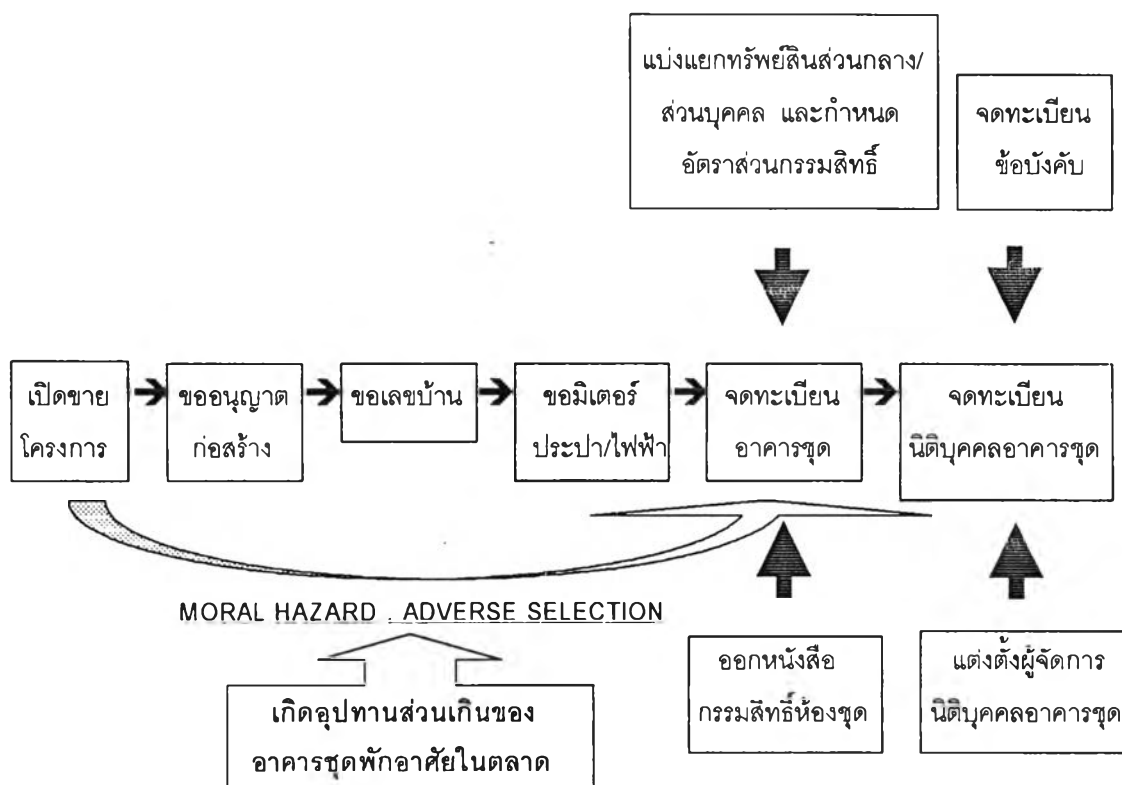 แบ่งแยกทรัพย์สินส่วนกลาง/
ส่วนบุคคล และกำหนด
อัตราส่วนกรรมสิทธิ์
จดทะเบียน
ข้อบังคับ
เปิดขาย
โครงการ
ขออนุญาต
ก่อสร้าง
ขอเลขบ้าน
ขอมิเตอร์
ประปา/ไฟฟ้า
จดทะเบียน
อาคารชุด
จดทะเบียน
นิติบุคคลอาคารชุด
MORAL HAZARD . ADVERSE SELECTION
เกิดอุปทานส่วนเกินของ
อาคารชุดพักอาศัยในตลาด
ออกหนังสือ
กรรมสิทธิ์ห้องชุด
แต่งตั้งผู้จัดการ
นิติบุคคลอาคารชุด